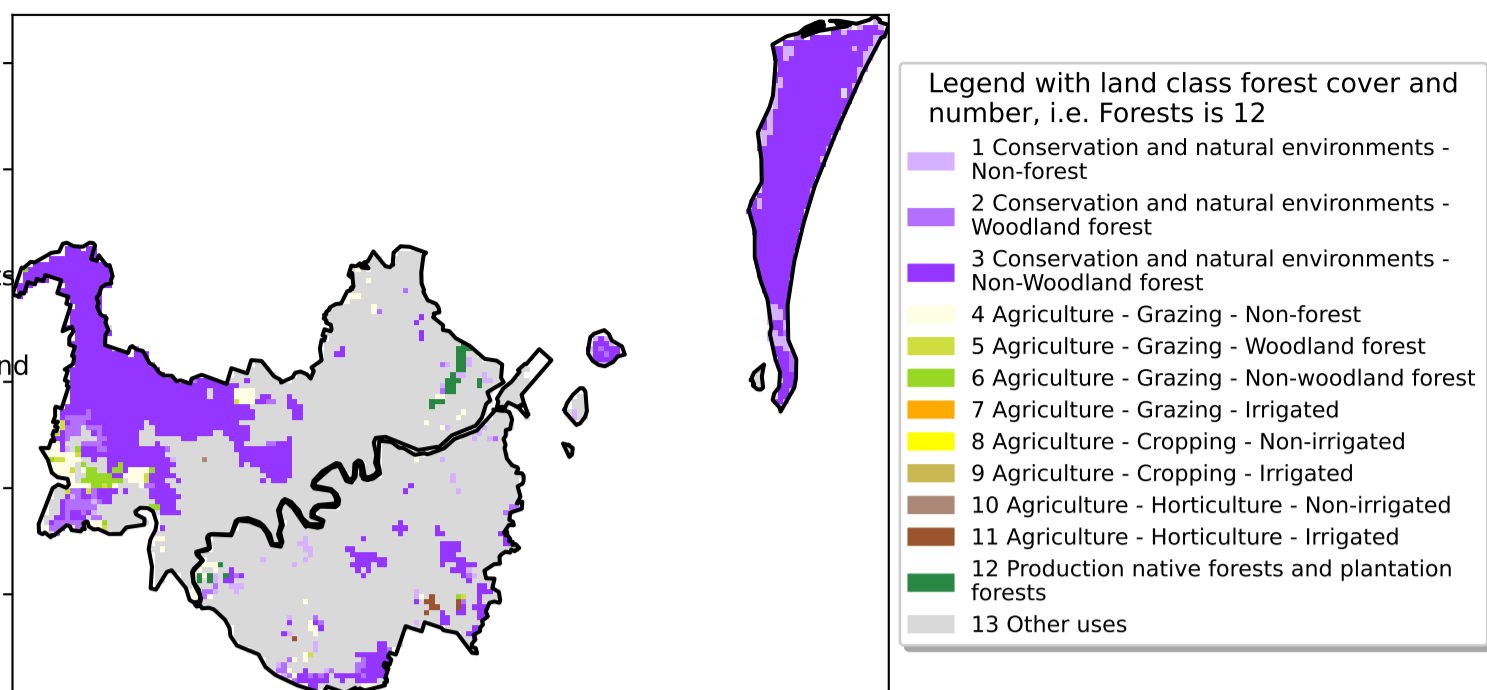 s
nd
Legend with land class forest cover and
number, i.e. Forests is 12
1 Conservation and natural environments -
Non-forest
2 Conservation and natural environments -
Woodland forest
3 Conservation and natural environments -
Non-Woodland forest
4 Agriculture - Grazing - Non-forest
5 Agriculture - Grazing - Woodland forest
6 Agriculture - Grazing - Non-woodland forest
7 Agriculture - Grazing - Irrigated
8 Agriculture - Cropping - Non-irrigated
9 Agriculture - Cropping - Irrigated
10 Agriculture - Horticulture - Non-irrigated
11 Agriculture - Horticulture - Irrigated
12 Production native forests and plantation
forests
13 Other uses